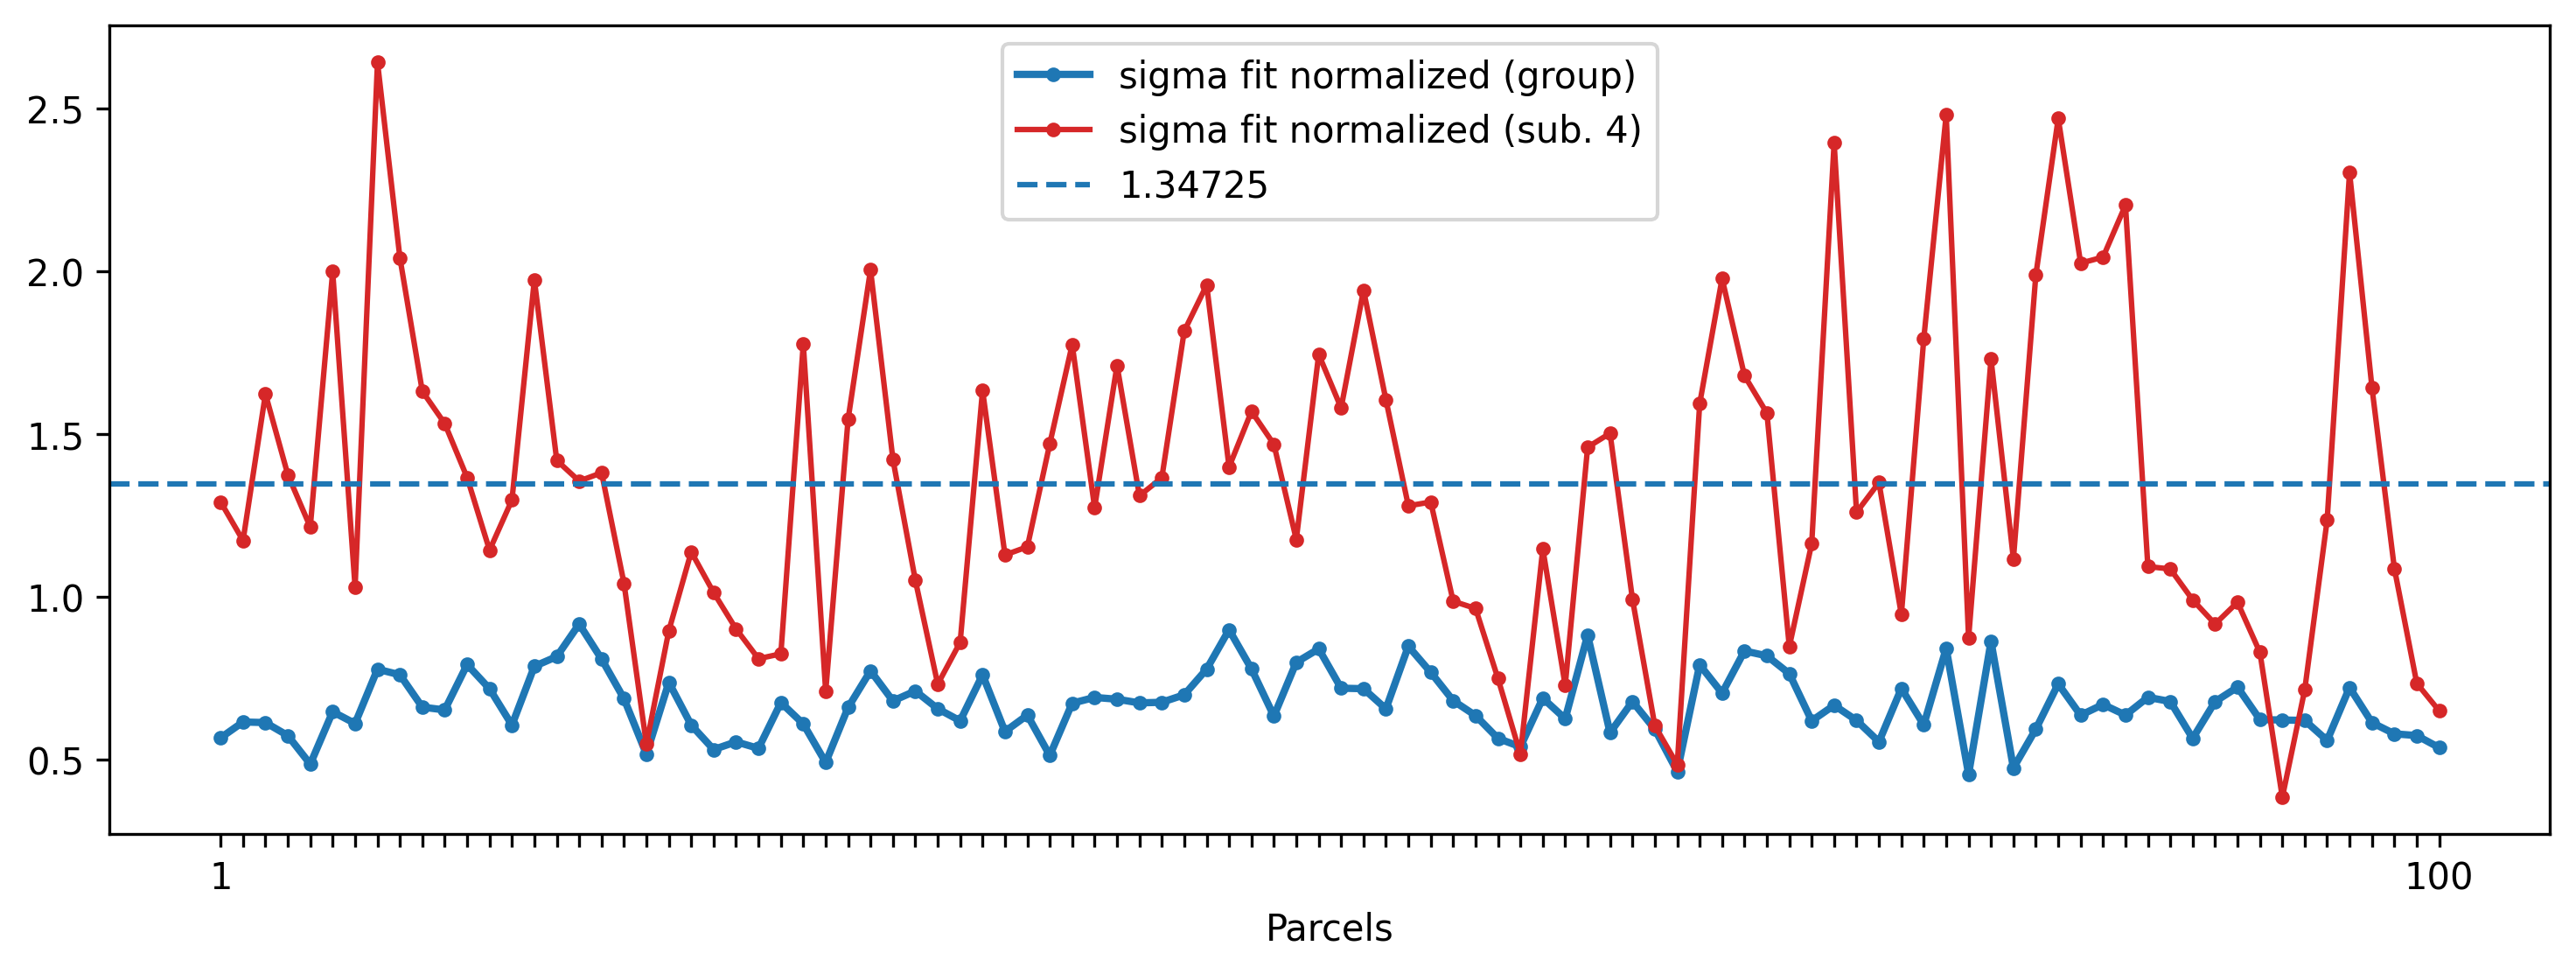 sigma fit normalized (group)
sigma fit normalized (sub. 4)
1.34725
2.5
2.0
1.5
1.0
0.5
1 100
Parcels